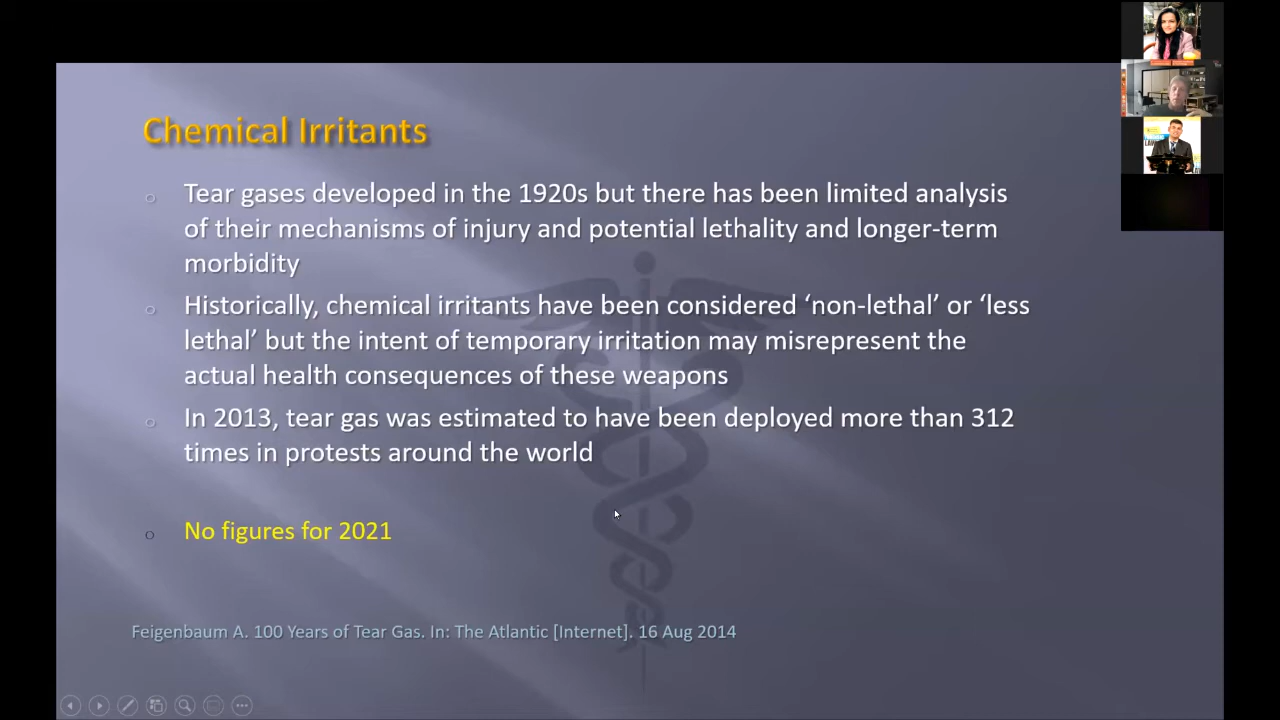 Chemical Irritants
Tear gases developed in the 1920s but there has been limited analysis
of their mechanisms of injury and potential lethality and longer-term
morbidity
Historically, chemical irritants have been considered ‘non-lethal’ or ‘less
lethal’ but the intent of temporary irritation may misrepresent the
actual health consequences of these weapons
In 2013, tear gas was estimated to have been deployed more than 312
times in protests around the world
No figures for 2021
Feigenbaum A. 100 Years of Tear Gas. In: The Atlantic [Internet]. 16 Aug 2014